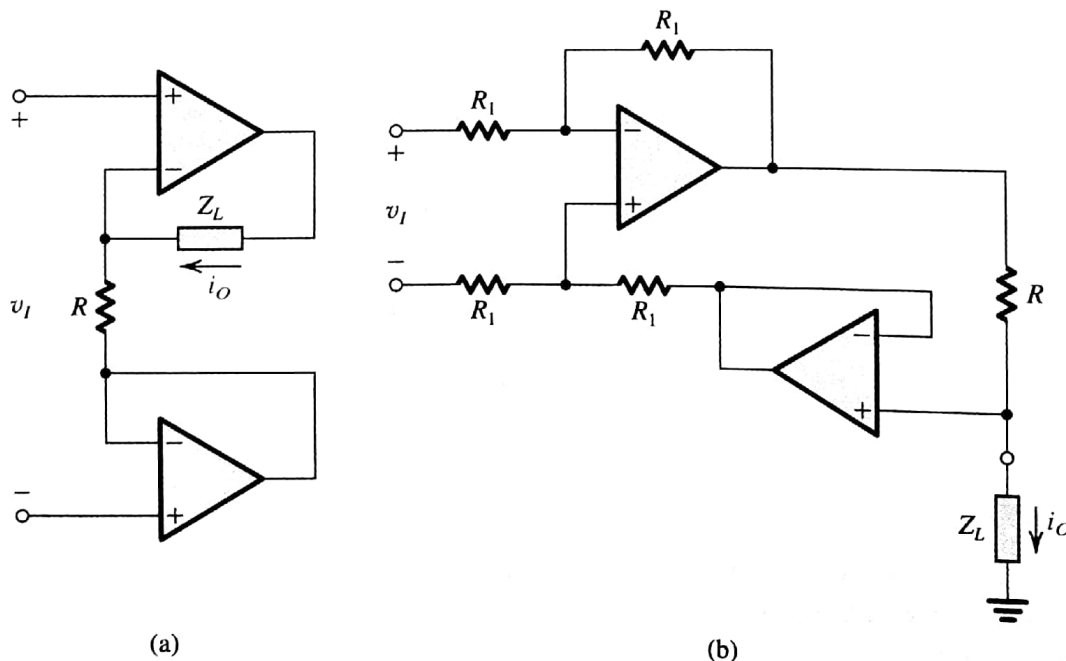 +
+
−
Z_L
i_O
v_I
R
−
−
+
(a)
R_1
R_1
+
−
v_I
+
−
R_1
R_1
R
−
+
Z_L
i_O
(b)